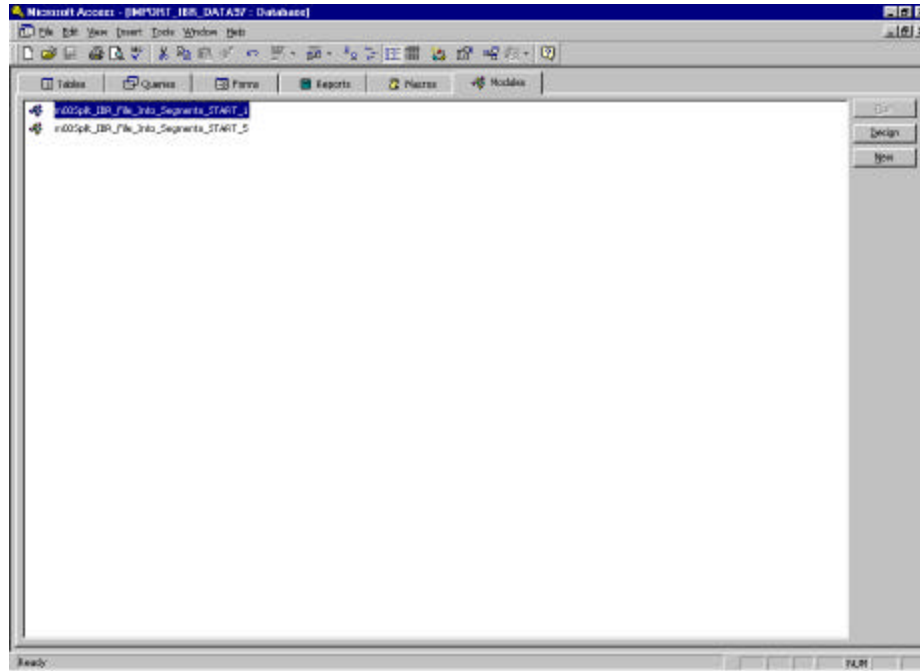 Microsoft Access - [IMPORT_IBR_DATA97 : Database]
File Edit View Insert Tools Window Help
Tables Queries Forms Reports Macros Modules
m00Split_IBR_File_Into_Segments_START_1
m00Split_IBR_File_Into_Segments_START_5
Run
Design
New
Ready NUM